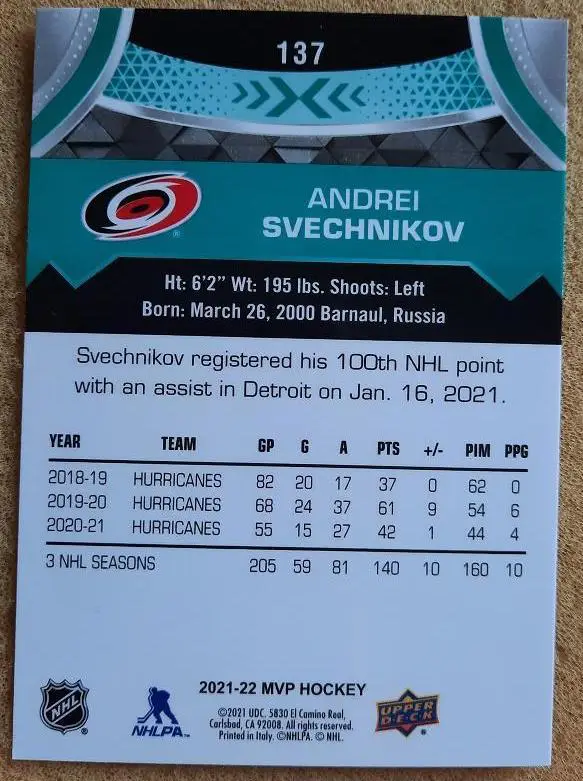 137
ANDREI
SVECHNIKOV
Ht: 6'2" Wt: 195 lbs. Shoots: Left
Born: March 26, 2000 Barnaul, Russia
Svechnikov registered his 100th NHL point
with an assist in Detroit on Jan. 16, 2021.
YEAR TEAM GP G A PTS +/- PIM PPG
2018-19 HURRICANES 82 20 17 37 0 62 0
2019-20 HURRICANES 68 24 37 61 9 54 6
2020-21 HURRICANES 55 15 27 42 1 44 4
3 NHL SEASONS 205 59 81 140 10 160 10
2021-22 MVP HOCKEY
©2021 UDC. 5830 El Camino Real,
Carlsbad, CA 92008. All rights reserved.
Printed in Italy. ©NHLPA. © NHL.
NHL
NHLPA
UPPER
DECK